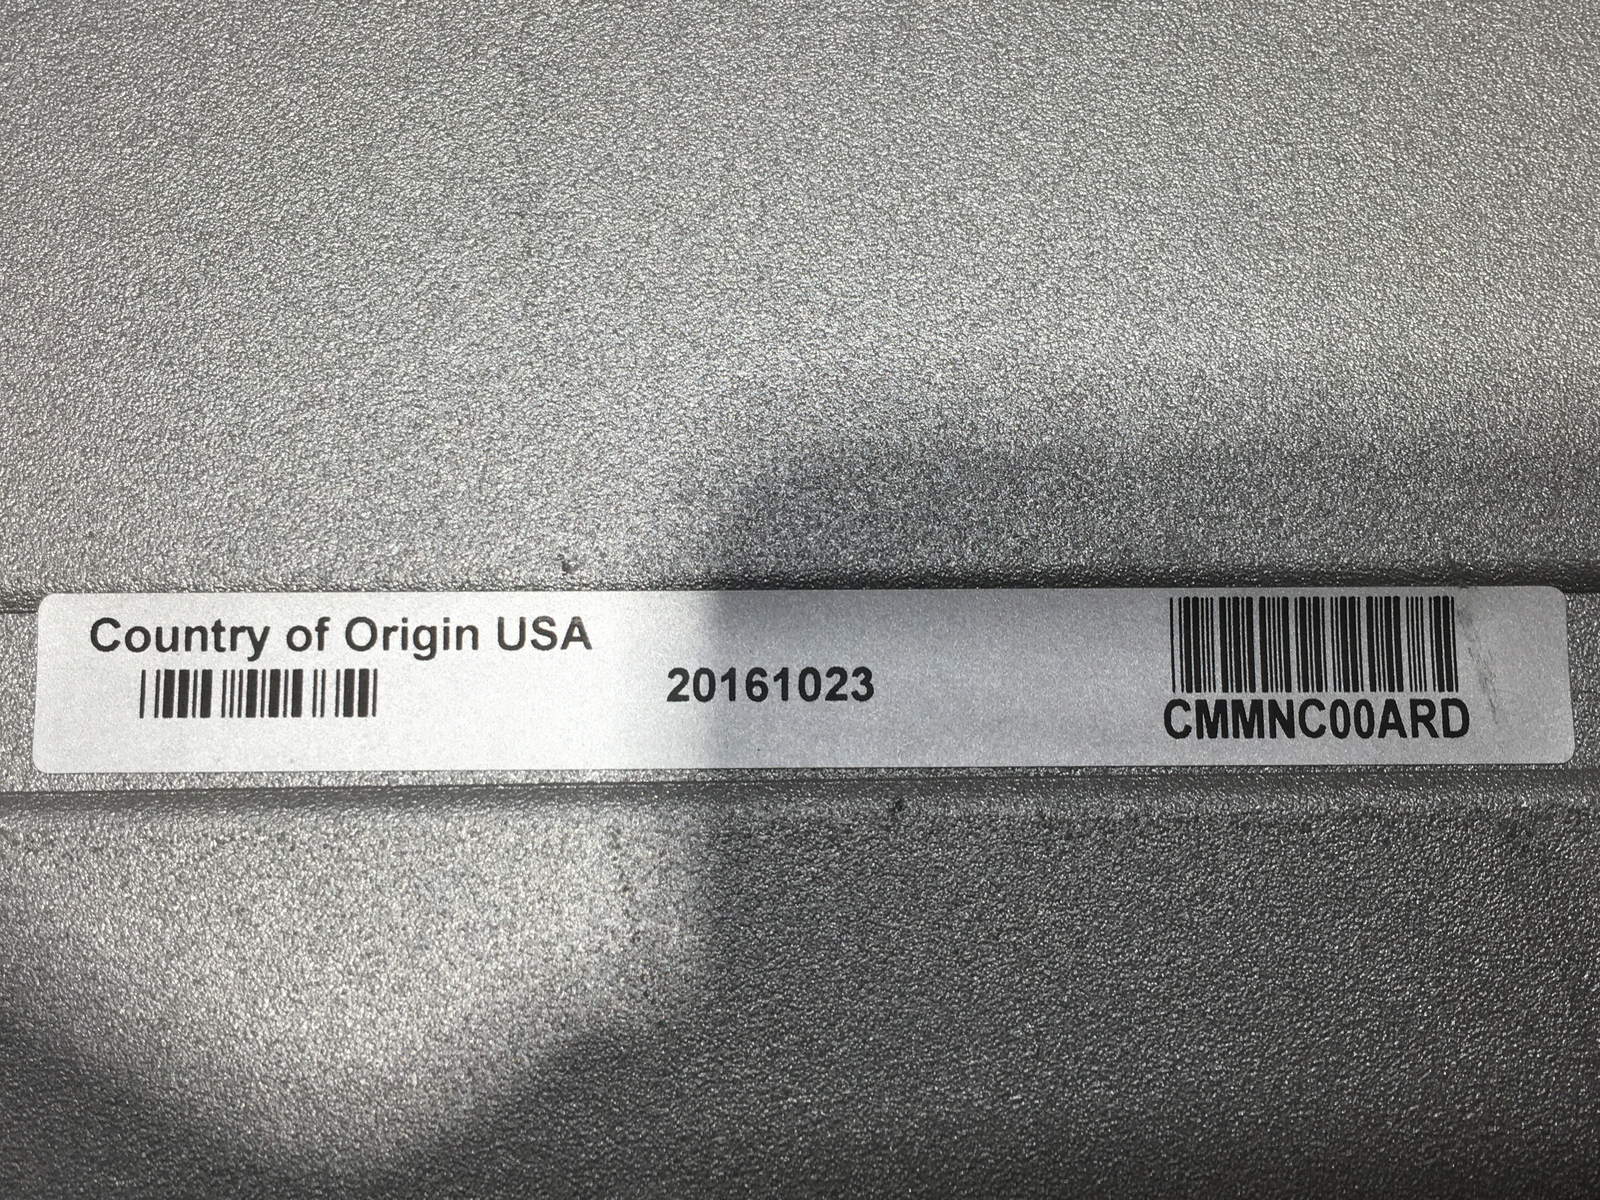 Country of Origin USA
20161023
CMMNC00ARD